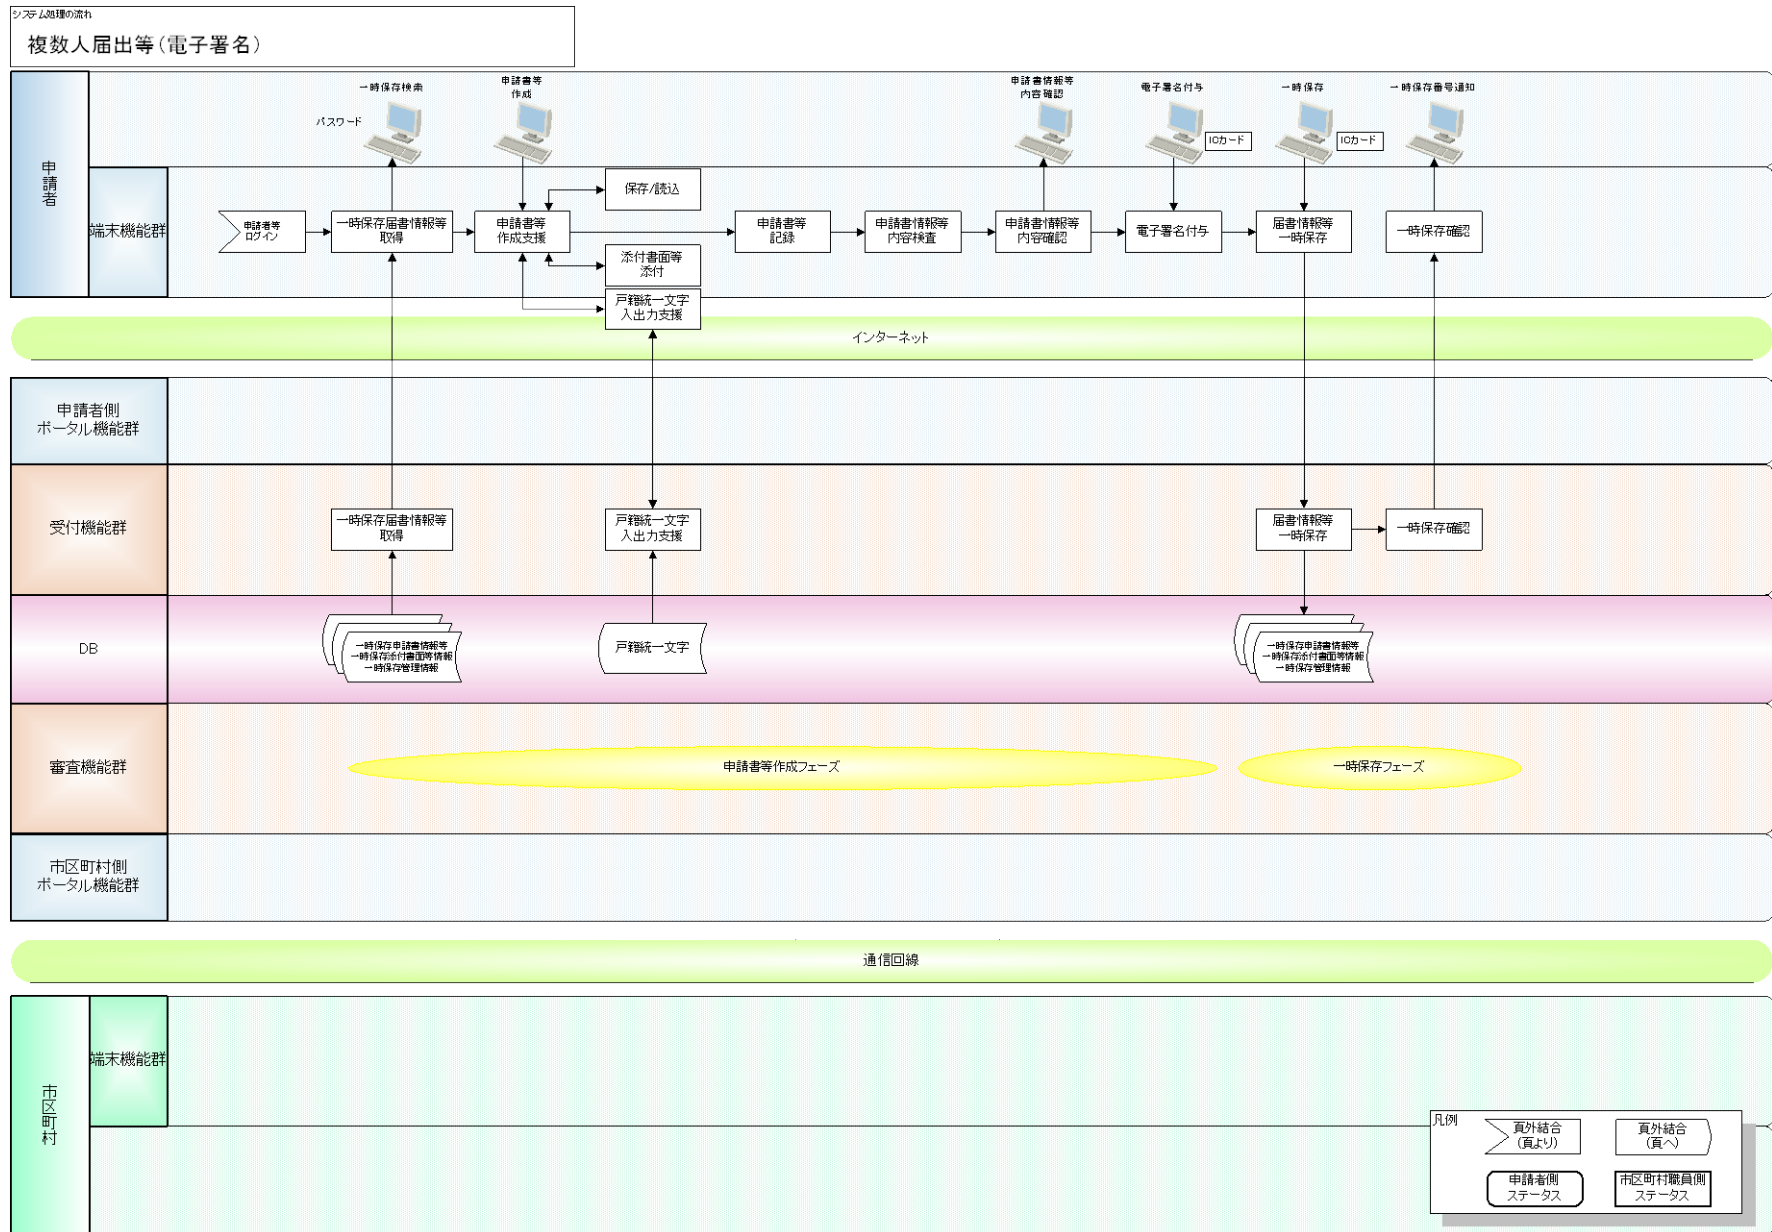 システム処理の流れ
複数人届出等(電子署名)
申請者
一時保存検索
パスワード
申請書等
作成
申請書情報等
内容確認
電子署名付与
ICカード
一時保存
ICカード
一時保存番号通知
端末機能群
申請者等
ログイン
一時保存届書情報等
取得
申請書等
作成支援
保存/読込
添付書面等
添付
戸籍統一文字
入出力支援
申請書等
記録
申請書情報等
内容検査
申請書情報等
内容確認
電子署名付与
届書情報等
一時保存
一時保存確認
インターネット
申請者側
ポータル機能群
受付機能群
一時保存届書情報等
取得
戸籍統一文字
入出力支援
届書情報等
一時保存
一時保存確認
DB
一時保存申請書情報等
一時保存添付書面等情報
一時保存管理情報
戸籍統一文字
一時保存申請書情報等
一時保存添付書面等情報
一時保存管理情報
審査機能群
申請書等作成フェーズ
一時保存フェーズ
市区町村側
ポータル機能群
通信回線
市区町村
端末機能群
凡例
頁外結合
(頁より)
頁外結合
(頁へ)
申請者側
ステータス
市区町村職員側
ステータス